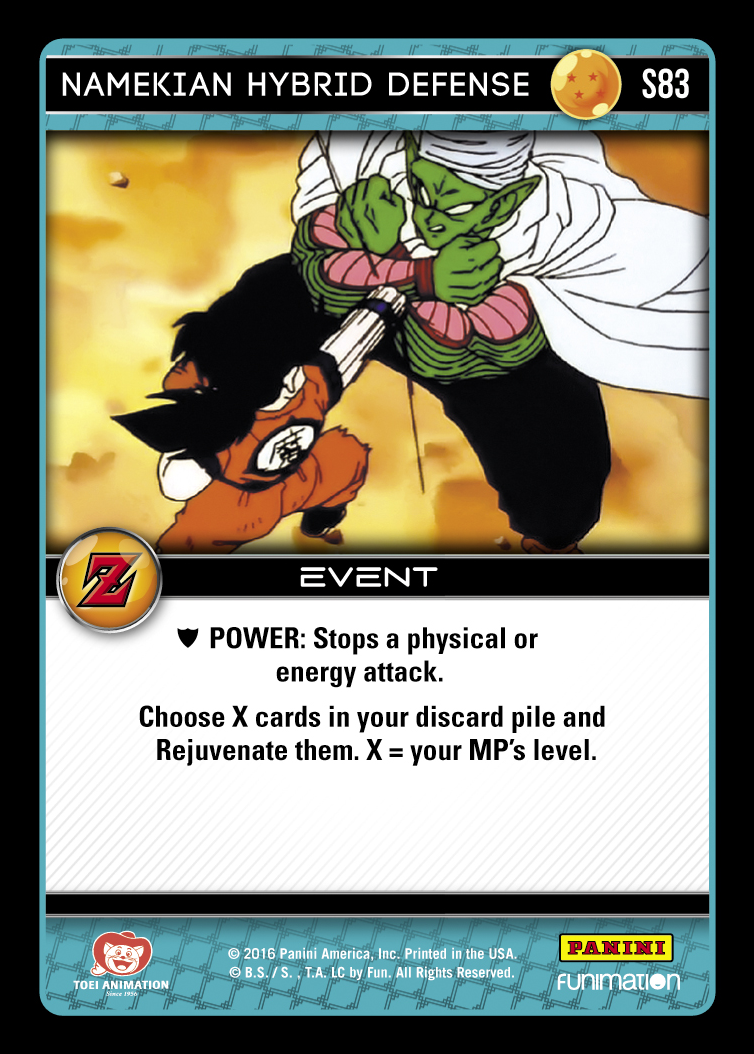 NAMEKIAN HYBRID DEFENSE S83
EVENT
POWER: Stops a physical or
energy attack.
Choose X cards in your discard pile and
Rejuvenate them. X = your MP's level.
TOEI ANIMATION
Since 1956
© 2016 Panini America, Inc. Printed in the USA.
© B.S. / S. , T.A. LC by Fun. All Rights Reserved.
PANINI
FUNIMATION